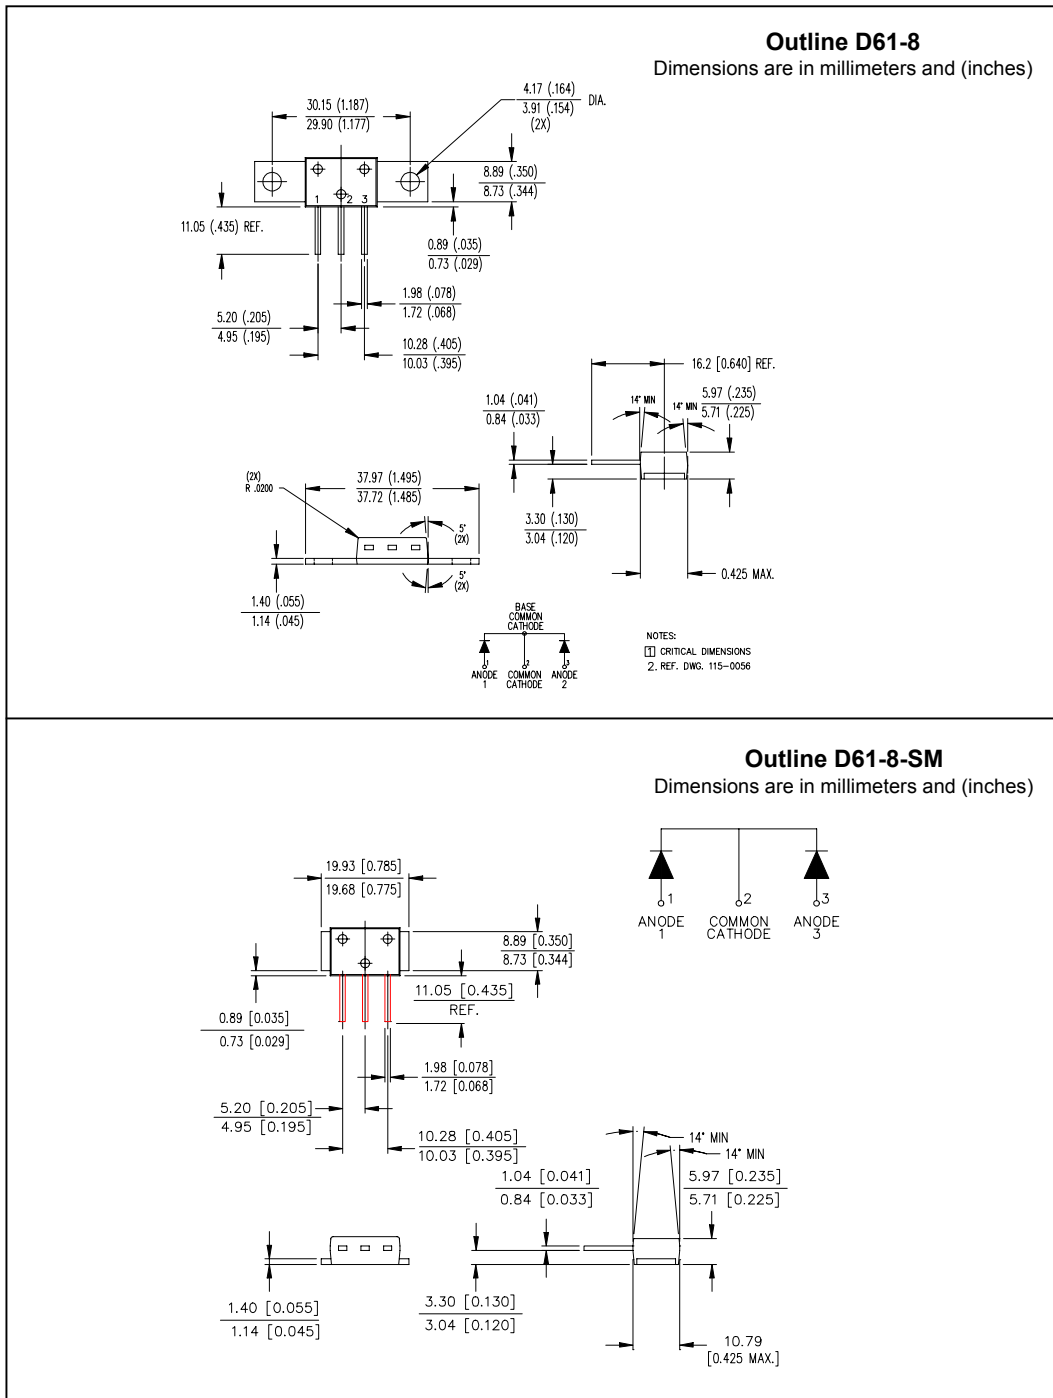 Outline D61-8
Dimensions are in millimeters and (inches)
30.15 (1.187)
29.90 (1.177)
4.17 (.164)
3.91 (.154)
DIA.
(2X)
8.89 (.350)
8.73 (.344)
1 2 3
11.05 (.435) REF.
0.89 (.035)
0.73 (.029)
1.98 (.078)
1.72 (.068)
5.20 (.205)
4.95 (.195)
10.28 (.405)
10.03 (.395)
16.2 [0.640] REF.
1.04 (.041)
0.84 (.033)
14° MIN
14° MIN
5.97 (.235)
5.71 (.225)
(2X)
R .0200
37.97 (1.495)
37.72 (1.485)
5°
(2X)
3.30 (.130)
3.04 (.120)
5°
(2X)
0.425 MAX.
1.40 (.055)
1.14 (.045)
BASE
COMMON
CATHODE
1 2 3
ANODE COMMON ANODE
1 CATHODE 2
NOTES:
1 CRITICAL DIMENSIONS
2. REF. DWG. 115-0056
Outline D61-8-SM
Dimensions are in millimeters and (inches)
19.93 [0.785]
19.68 [0.775]
1 2 3
ANODE COMMON ANODE
1 CATHODE 3
8.89 [0.350]
8.73 [0.344]
11.05 [0.435]
REF.
0.89 [0.035]
0.73 [0.029]
1.98 [0.078]
1.72 [0.068]
5.20 [0.205]
4.95 [0.195]
10.28 [0.405]
10.03 [0.395]
14° MIN
14° MIN
1.04 [0.041]
0.84 [0.033]
5.97 [0.235]
5.71 [0.225]
1.40 [0.055]
1.14 [0.045]
3.30 [0.130]
3.04 [0.120]
10.79
[0.425 MAX.]